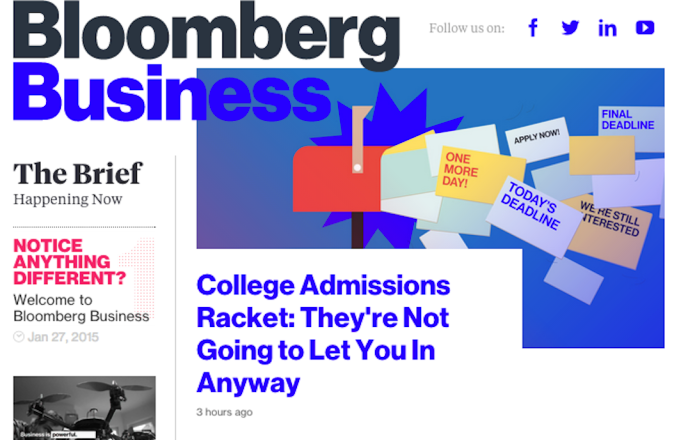 Bloomberg
Business
Follow us on:
The Brief
Happening Now
NOTICE
ANYTHING
DIFFERENT?
1
Welcome to
Bloomberg Business
Jan 27, 2015
Business is powerful.
FINAL
DEADLINE
APPLY NOW!
ONE
MORE
DAY!
TODAY'S
DEADLINE
WE'RE STILL
INTERESTED
College Admissions
Racket: They're Not
Going to Let You In
Anyway
3 hours ago